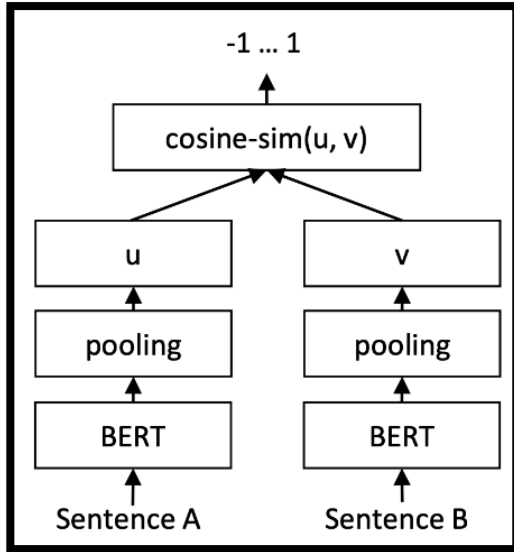 -1 … 1
cosine-sim(u, v)
u v
pooling pooling
BERT BERT
Sentence A Sentence B